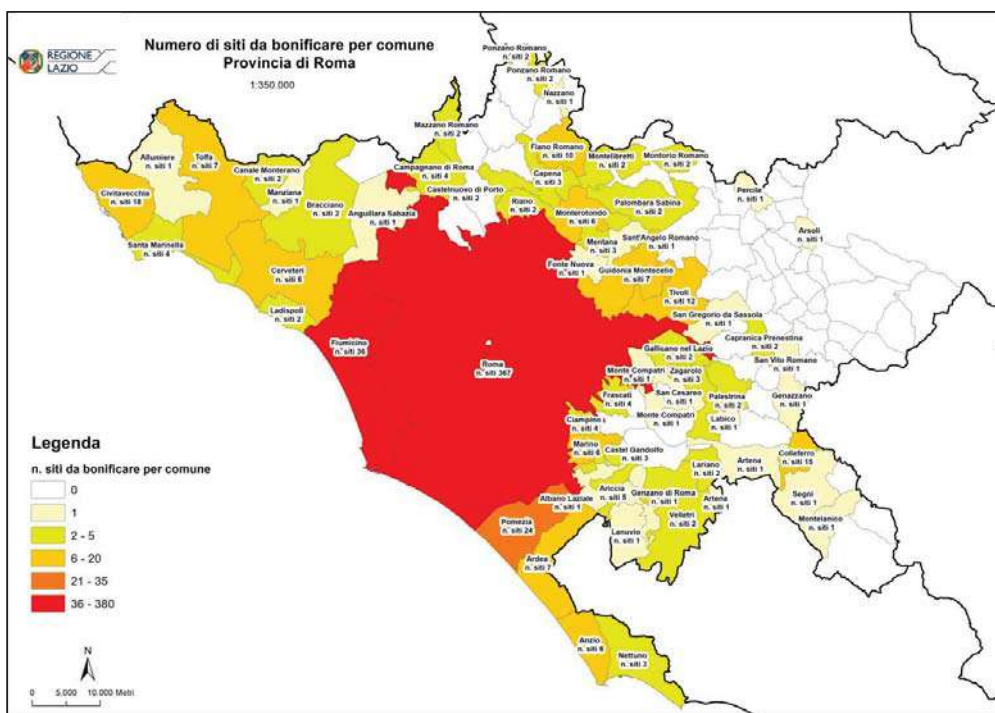 REGIONE
LAZIO
Numero di siti da bonificare per comune
Provincia di Roma
1:350.000
Ponzano Romano
n. siti 2
Ponzano Romano
n. siti 2
Nazzano
n. siti 1
Mazzano Romano
n. siti 2
Allumiere
n. siti 1
Tolfa
n. siti 7
Canale Monterano
n. siti 2
Campagnano di Roma
n. siti 4
Fiano Romano
n. siti 10
Montelibretti
n. siti 2
Montorio Romano
n. siti 2
Civitavecchia
n. siti 18
Manziana
n. siti 1
Bracciano
n. siti 2
Castelnuovo di Porto
n. siti 2
Capena
n. siti 3
Percile
n. siti 1
Anguillara Sabazia
n. siti 1
Riano
n. siti 2
Monterotondo
n. siti 6
Palombara Sabina
n. siti 2
Arsoli
n. siti 1
Santa Marinella
n. siti 4
Mentana
n. siti 3
Sant'Angelo Romano
n. siti 1
Cerveteri
n. siti 6
Fonte Nuova
n. siti 1
Guidonia Montecelio
n. siti 7
Tivoli
n. siti 12
Ladispoli
n. siti 2
San Gregorio da Sassola
n. siti 1
Fiumicino
n. siti 36
Capranica Prenestina
n. siti 2
Gallicano nel Lazio
n. siti 2
Roma
n. siti 367
San Vito Romano
n. siti 1
Monte Compatri
n. siti 1
Zagarolo
n. siti 3
Frascati
n. siti 4
San Cesareo
n. siti 1
Palestrina
n. siti 2
Genazzano
n. siti 1
Monte Compatri
n. siti 1
Labico
n. siti 1
Ciampino
n. siti 4
Marino
n. siti 6
Castel Gandolfo
n. siti 3
Colleferro
n. siti 15
Lariano
n. siti 2
Artena
n. siti 1
Ariccia
n. siti 5
Genzano di Roma
n. siti 1
Albano Laziale
n. siti 1
Artena
n. siti 1
Segni
n. siti 1
Velletri
n. siti 2
Pomezia
n. siti 24
Montelanico
n. siti 1
Lanuvio
n. siti 1
Ardea
n. siti 7
Anzio
Nettuno
n. siti 3
Legenda
n. siti da bonificare per comune
0
1
2 - 5
6 - 20
21 - 35
36 - 380
N
0 5.000 10.000 Metri